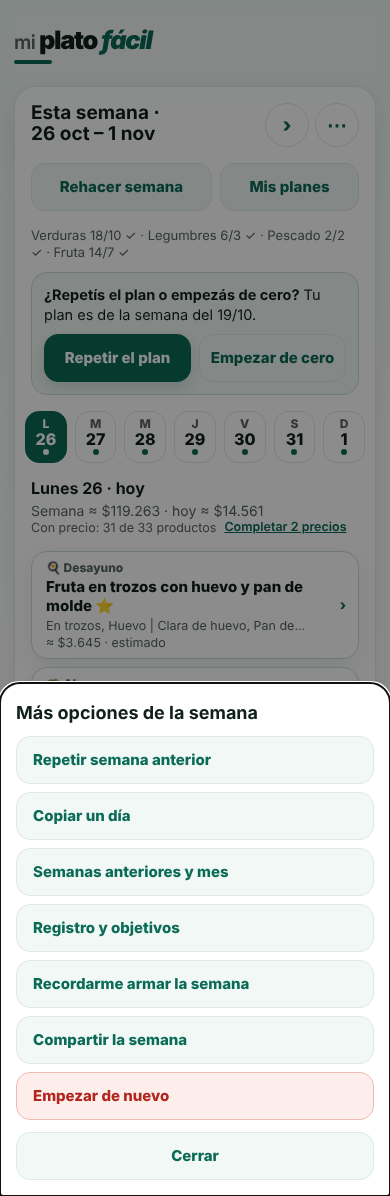 mi plato fácil
Esta semana ·
26 oct – 1 nov
›
···
Rehacer semana
Mis planes
Verduras 18/10 ✓ · Legumbres 6/3 ✓ · Pescado 2/2
✓ · Fruta 14/7 ✓
¿Repetís el plan o empezás de cero? Tu
plan es de la semana del 19/10.
Repetir el plan
Empezar de cero
L M M J V S D
26 27 28 29 30 31 1
Lunes 26 · hoy
Semana ≈ $119.263 · hoy ≈ $14.561
Con precio: 31 de 33 productos Completar 2 precios
🍳 Desayuno
Fruta en trozos con huevo y pan de
molde ⭐
›
En trozos, Huevo | Clara de huevo, Pan de...
≈ $3.645 · estimado
Más opciones de la semana
Repetir semana anterior
Copiar un día
Semanas anteriores y mes
Registro y objetivos
Recordarme armar la semana
Compartir la semana
Empezar de nuevo
Cerrar